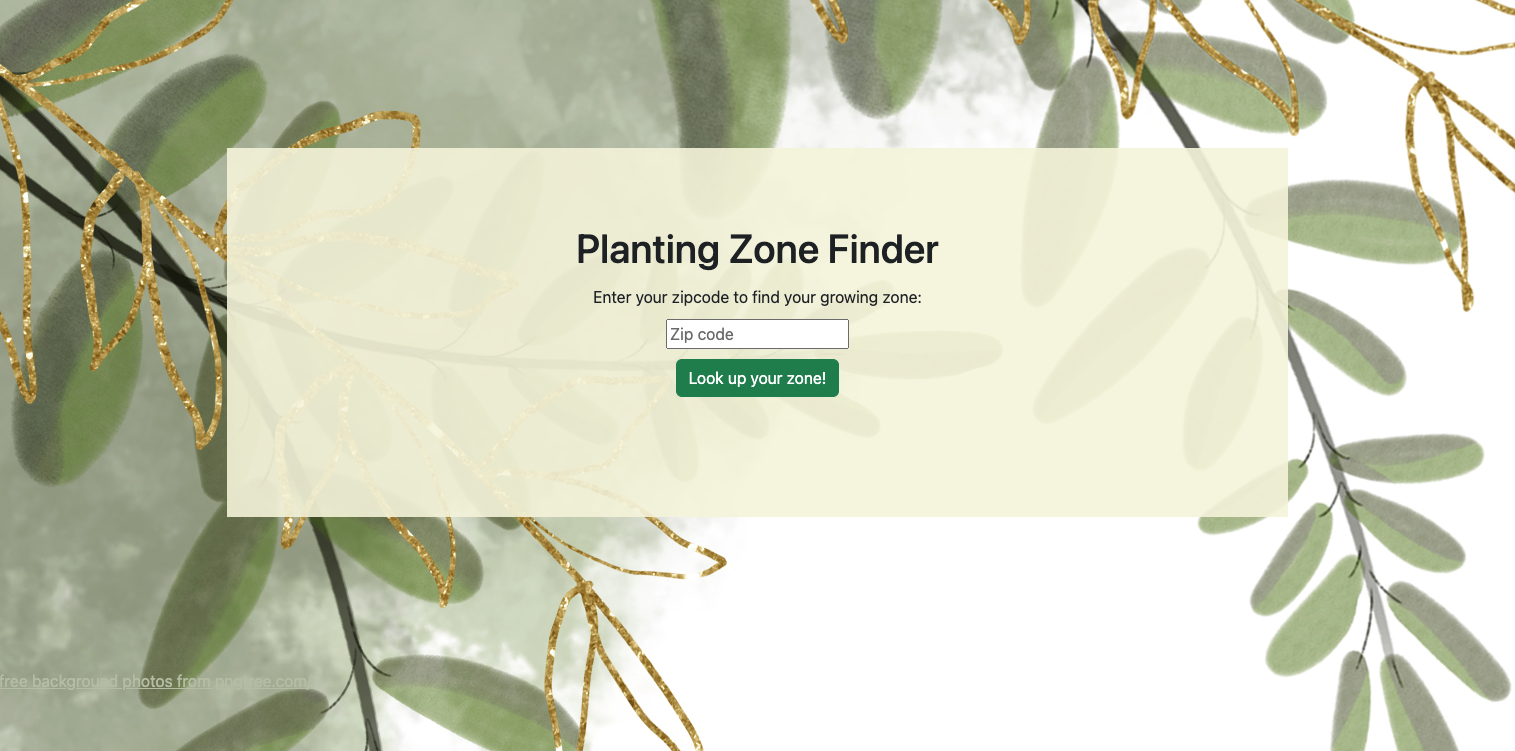 Planting Zone Finder
Enter your zipcode to find your growing zone:
Zip code
Look up your zone!
free background photos from pngtree.com/